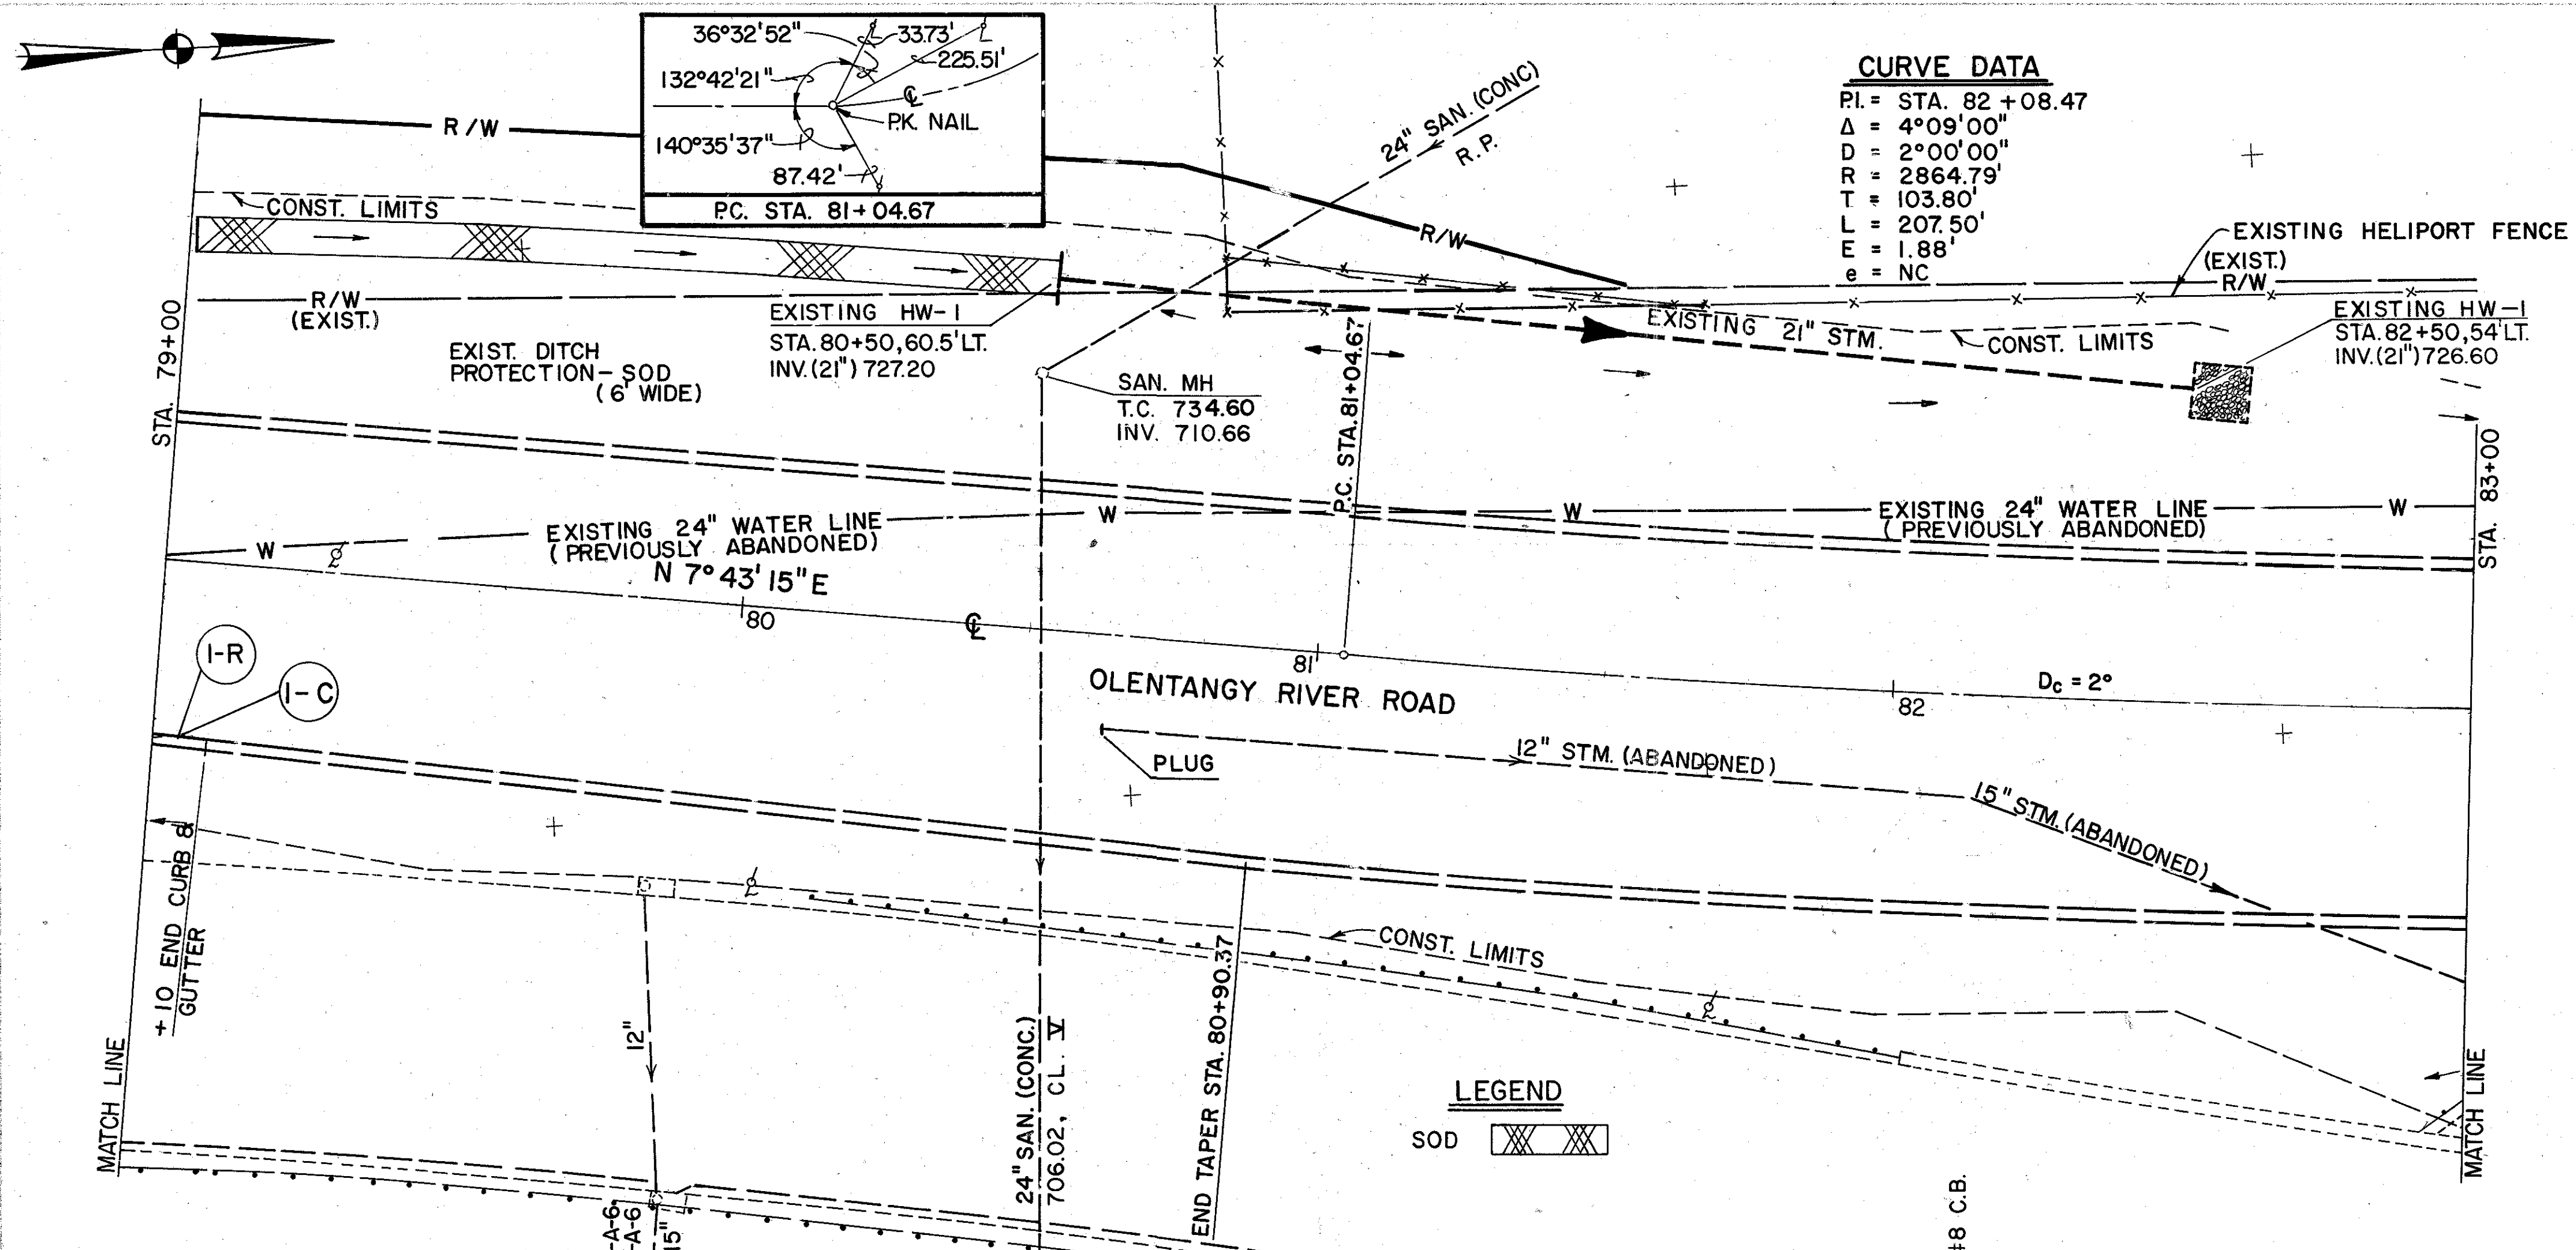 36°32'52"
33.73'
225.51'
132°42'21"
℄
P.K. NAIL
140°35'37"
87.42'
P.C. STA. 81+04.67
CURVE DATA
P.I. = STA. 82+08.47
Δ = 4°09'00"
D = 2°00'00"
R = 2864.79'
T = 103.80'
L = 207.50'
E = 1.88'
e = NC
24" SAN. (CONC)
R.P.
R/W
CONST. LIMITS
R/W
EXISTING HELIPORT FENCE
(EXIST.)
R/W
R/W
(EXIST.)
STA. 79+00
EXISTING HW-1
STA. 80+50, 60.5' LT.
INV. (21") 727.20
EXIST. DITCH
PROTECTION-SOD
(6' WIDE)
SAN. MH
T.C. 734.60
INV. 710.66
EXISTING 21" STM.
CONST. LIMITS
EXISTING HW-1
STA. 82+50, 54' LT.
INV. (21") 726.60
P.C. STA. 81+04.67
STA. 83+00
W
EXISTING 24" WATER LINE
(PREVIOUSLY ABANDONED)
W
W
EXISTING 24" WATER LINE
(PREVIOUSLY ABANDONED)
W
N 7°43'15" E
80
℄
81
82
Dc = 2°
OLENTANGY RIVER ROAD
1-R
1-C
PLUG
12" STM. (ABANDONED)
15" STM. (ABANDONED)
+10 END CURB &
GUTTER
12"
CONST. LIMITS
24" SAN. (CONC.)
706.02, CL. V
END TAPER STA. 80+90.37
LEGEND
SOD
MATCH LINE
MATCH LINE
-A-6
-A-6
15"
#8 C.B.